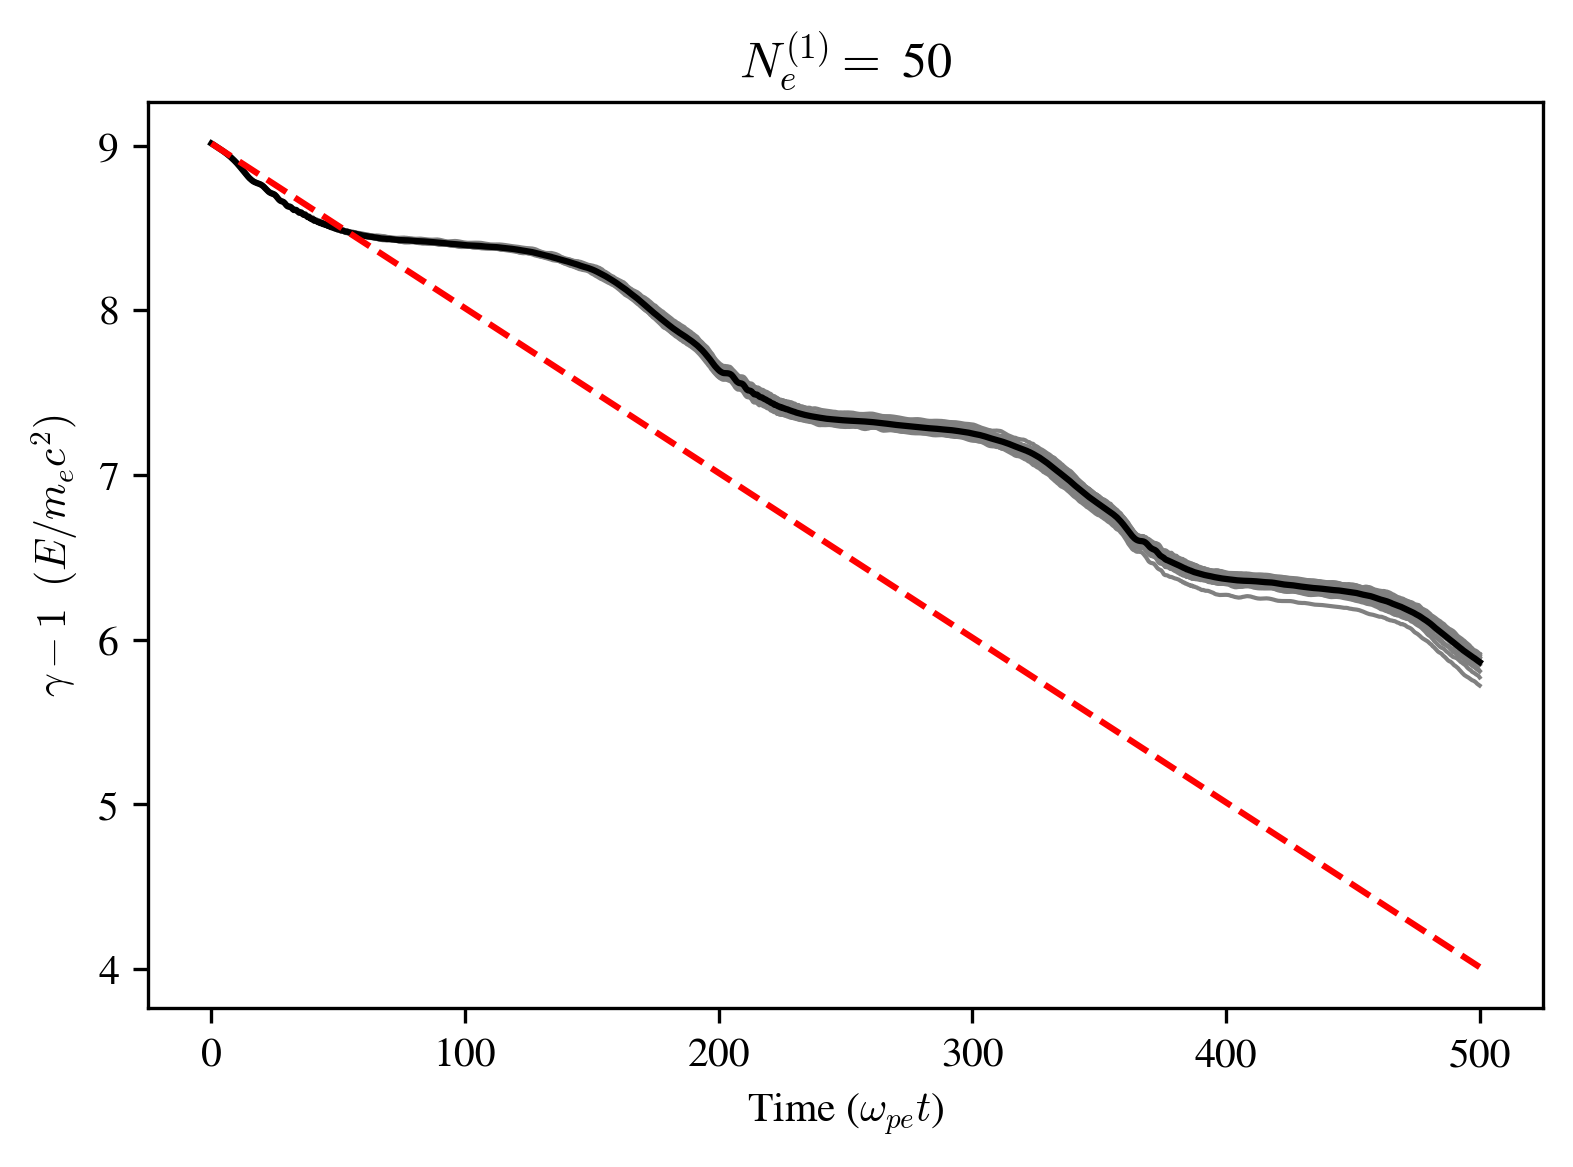 N_e^{(1)} = 50
9
8
7
6
5
4
γ − 1 (E/m_e c^2)
0 100 200 300 400 500
Time (ω_{pe} t)